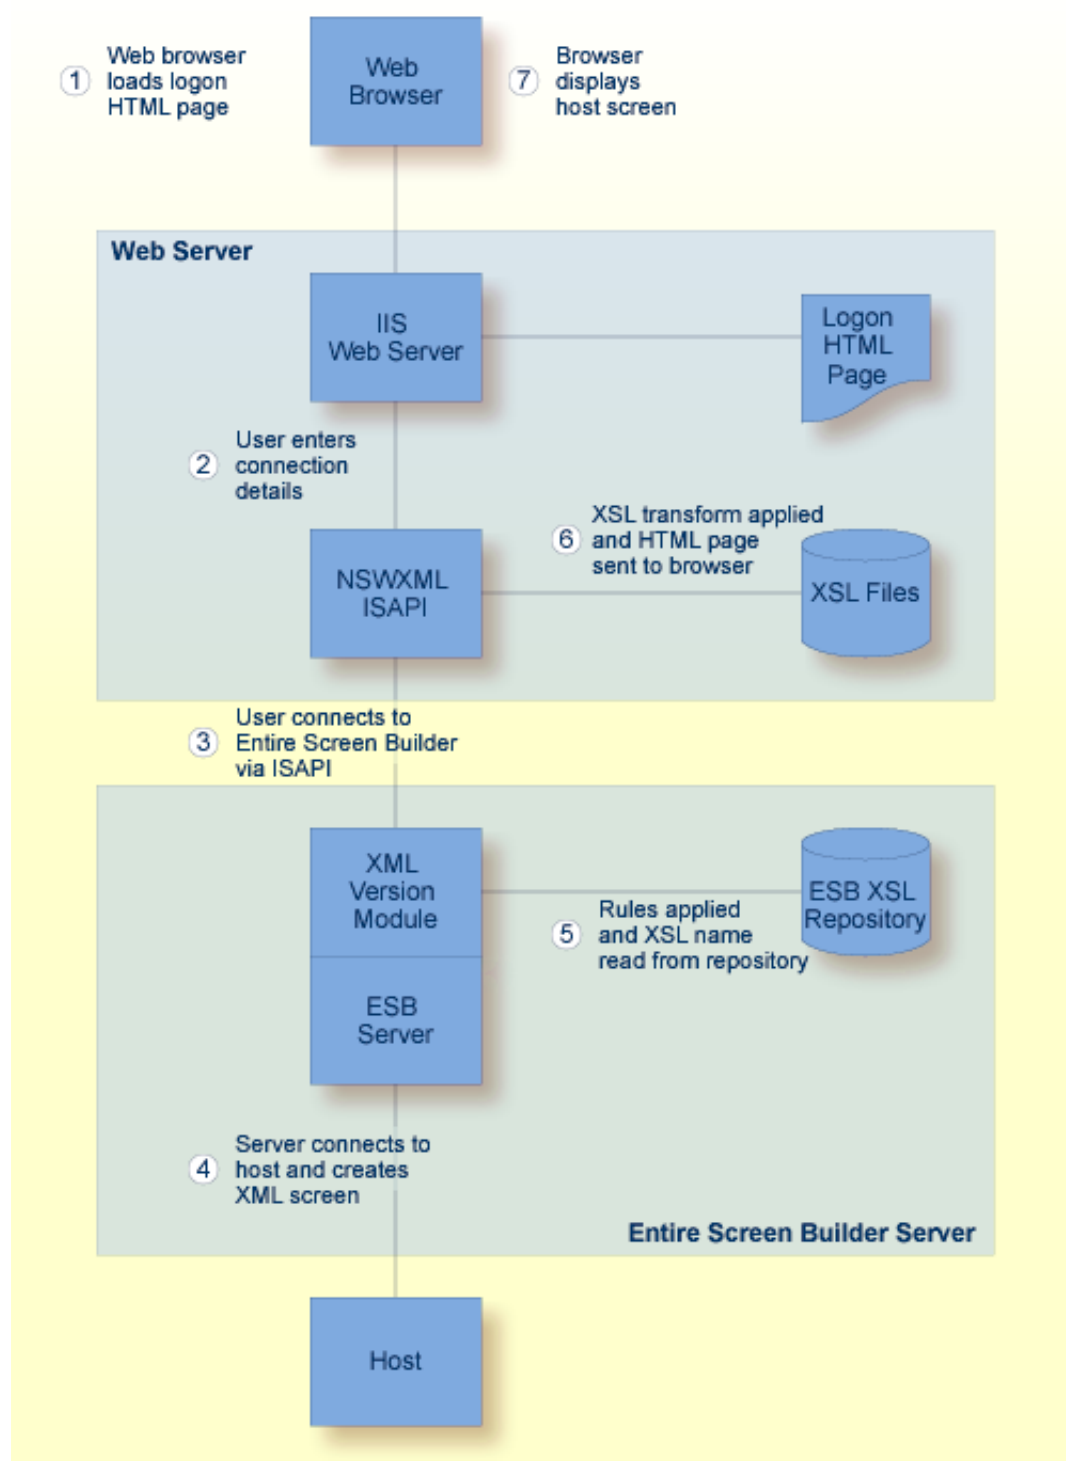 1
Web browser
loads logon
HTML page
Web
Browser
7
Browser
displays
host screen
Web Server
IIS
Web Server
Logon
HTML
Page
2
User enters
connection
details
NSWXML
ISAPI
6
XSL transform applied
and HTML page
sent to browser
XSL Files
3
User connects to
Entire Screen Builder
via ISAPI
XML
Version
Module
ESB
Server
5
Rules applied
and XSL name
read from repository
ESB XSL
Repository
4
Server connects to
host and creates
XML screen
Entire Screen Builder Server
Host